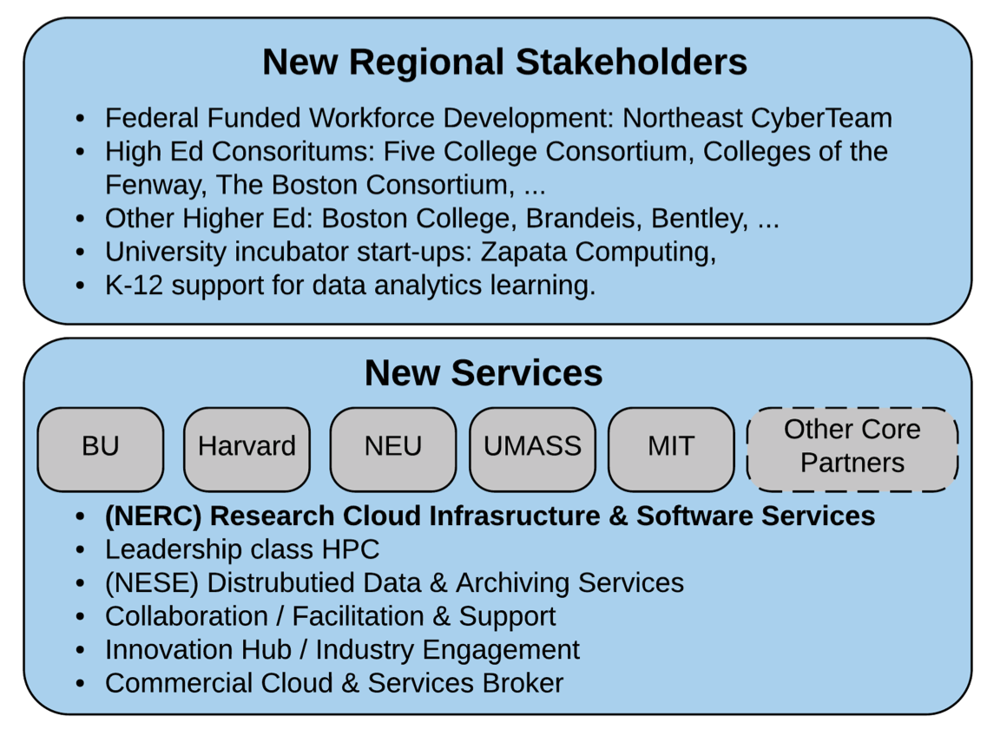 New Regional Stakeholders
• Federal Funded Workforce Development: Northeast CyberTeam
• High Ed Consoritums: Five College Consortium, Colleges of the
Fenway, The Boston Consortium, ...
• Other Higher Ed: Boston College, Brandeis, Bentley, ...
• University incubator start-ups: Zapata Computing,
• K-12 support for data analytics learning.
New Services
BU
Harvard
NEU
UMASS
MIT
Other Core
Partners
• (NERC) Research Cloud Infrasructure & Software Services
• Leadership class HPC
• (NESE) Distrubutied Data & Archiving Services
• Collaboration / Facilitation & Support
• Innovation Hub / Industry Engagement
• Commercial Cloud & Services Broker